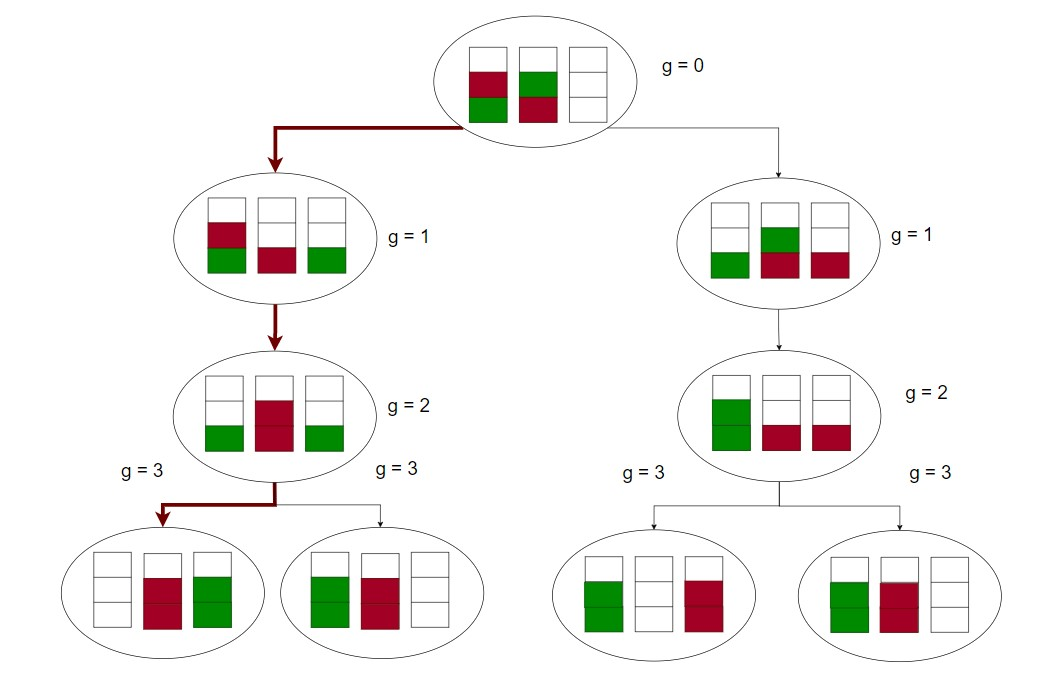 g = 0
g = 1
g = 1
g = 2
g = 2
g = 3
g = 3
g = 3
g = 3